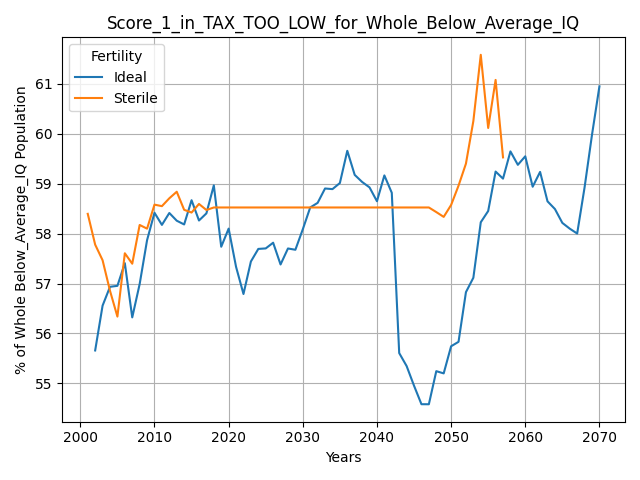 Score_1_in_TAX_TOO_LOW_for_Whole_Below_Average_IQ
Fertility
Ideal
Sterile
% of Whole Below_Average_IQ Population
61
60
59
58
57
56
55
2000
2010
2020
2030
2040
2050
2060
2070
Years